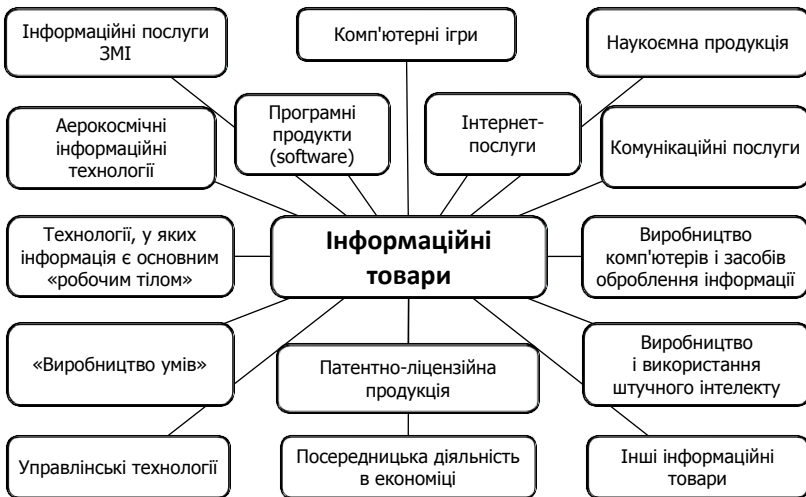 Інформаційні послуги
ЗМІ
Комп'ютерні ігри
Наукоємна продукція
Аерокосмічні
інформаційні
технології
Програмні
продукти
(software)
Інтернет-
послуги
Комунікаційні послуги
Технології, у яких
інформація є основним
«робочим тілом»
Інформаційні
товари
Виробництво
комп'ютерів і засобів
оброблення інформації
«Виробництво умів»
Патентно-ліцензійна
продукція
Виробництво
і використання
штучного інтелекту
Управлінські технології
Посередницька діяльність
в економіці
Інші інформаційні
товари